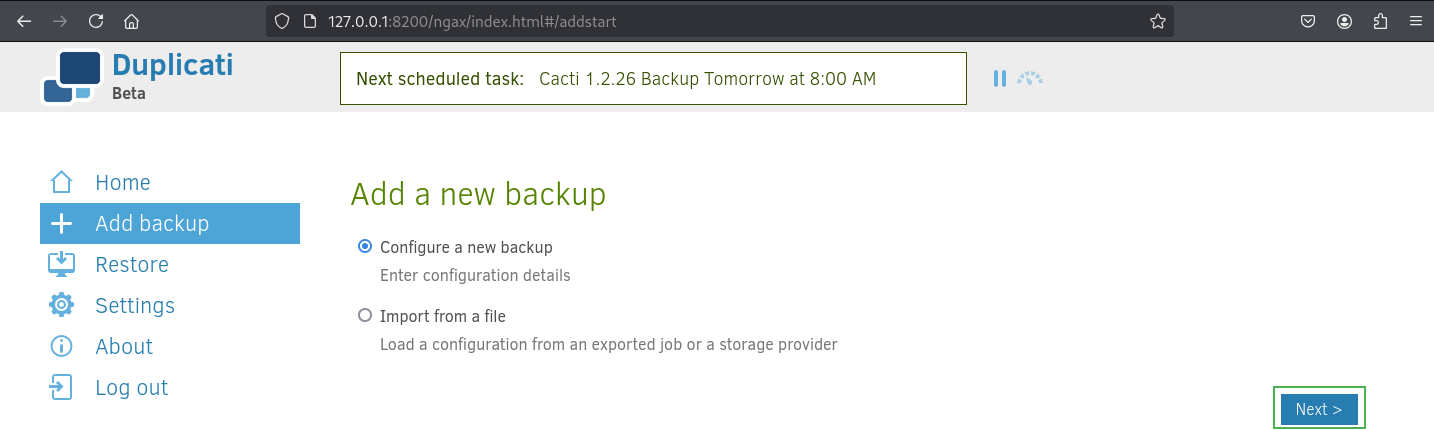 127.0.0.1:8200/ngax/index.html#/addstart
Duplicati
Beta
Next scheduled task: Cacti 1.2.26 Backup Tomorrow at 8:00 AM
Home
Add backup
Restore
Settings
About
Log out
Add a new backup
Configure a new backup
Enter configuration details
Import from a file
Load a configuration from an exported job or a storage provider
Next >